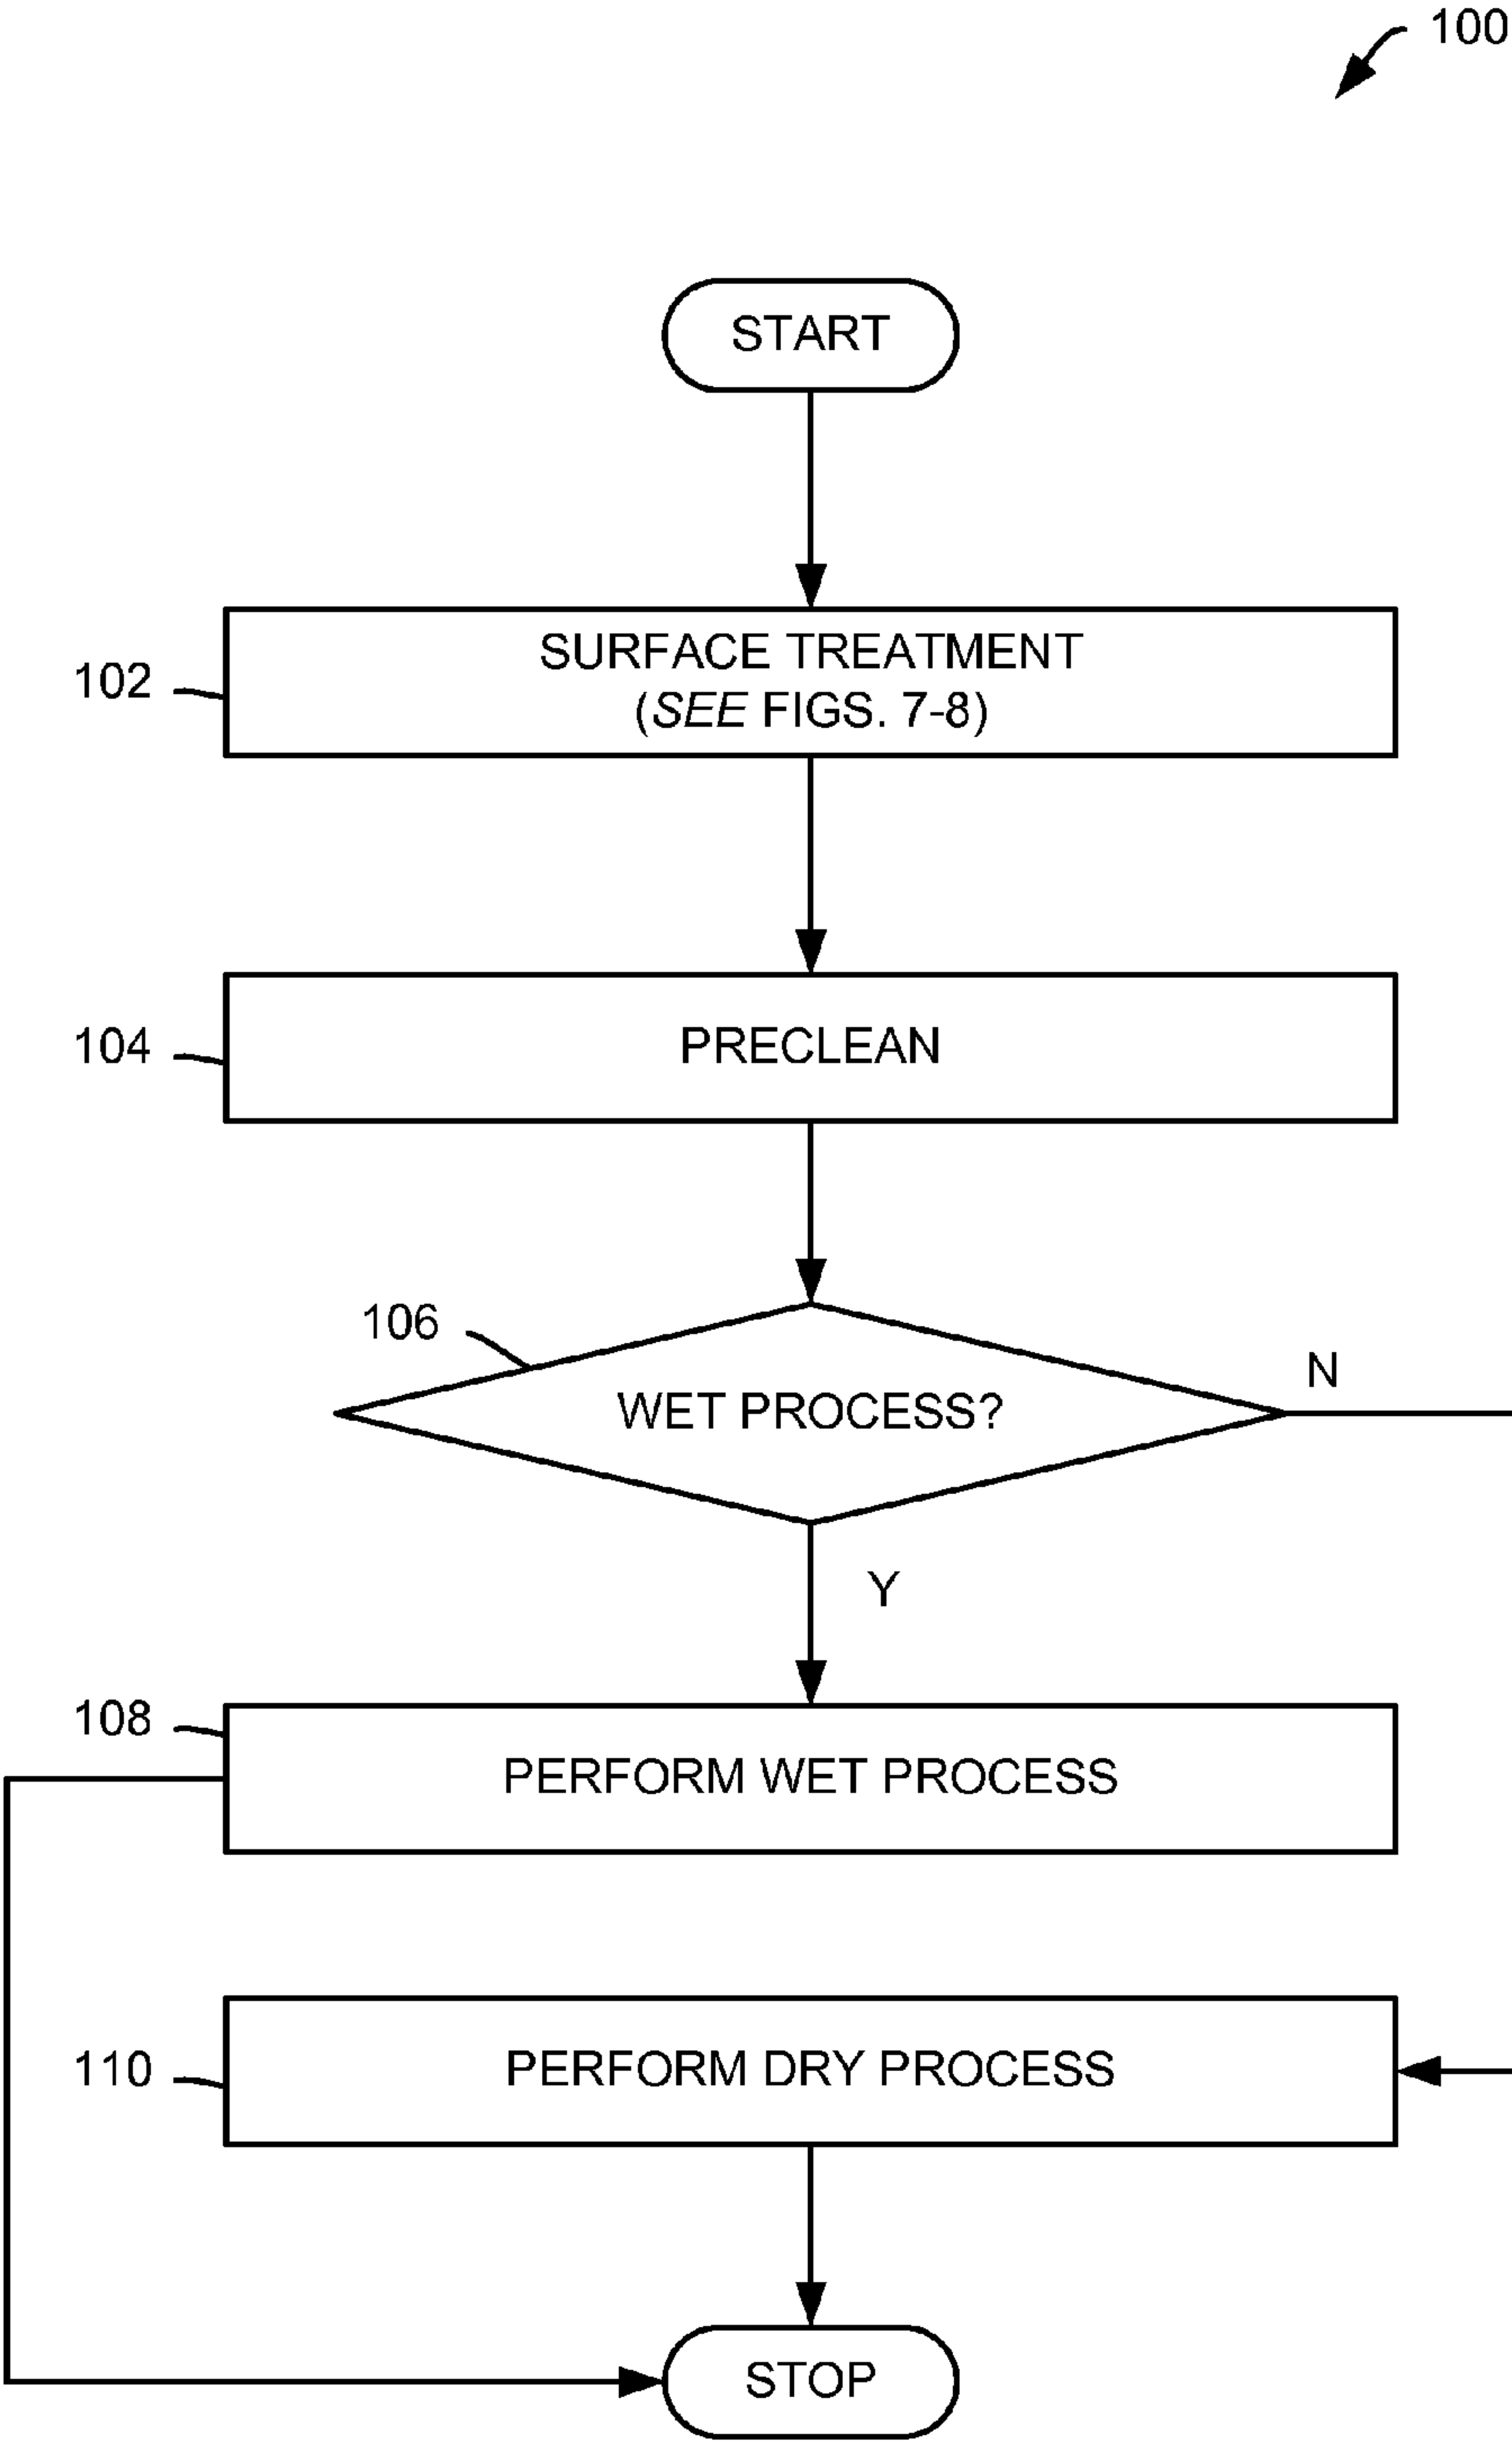 100
START
102
SURFACE TREATMENT
(SEE FIGS. 7-8)
104
PRECLEAN
106
WET PROCESS?
N
Y
108
PERFORM WET PROCESS
110
PERFORM DRY PROCESS
STOP